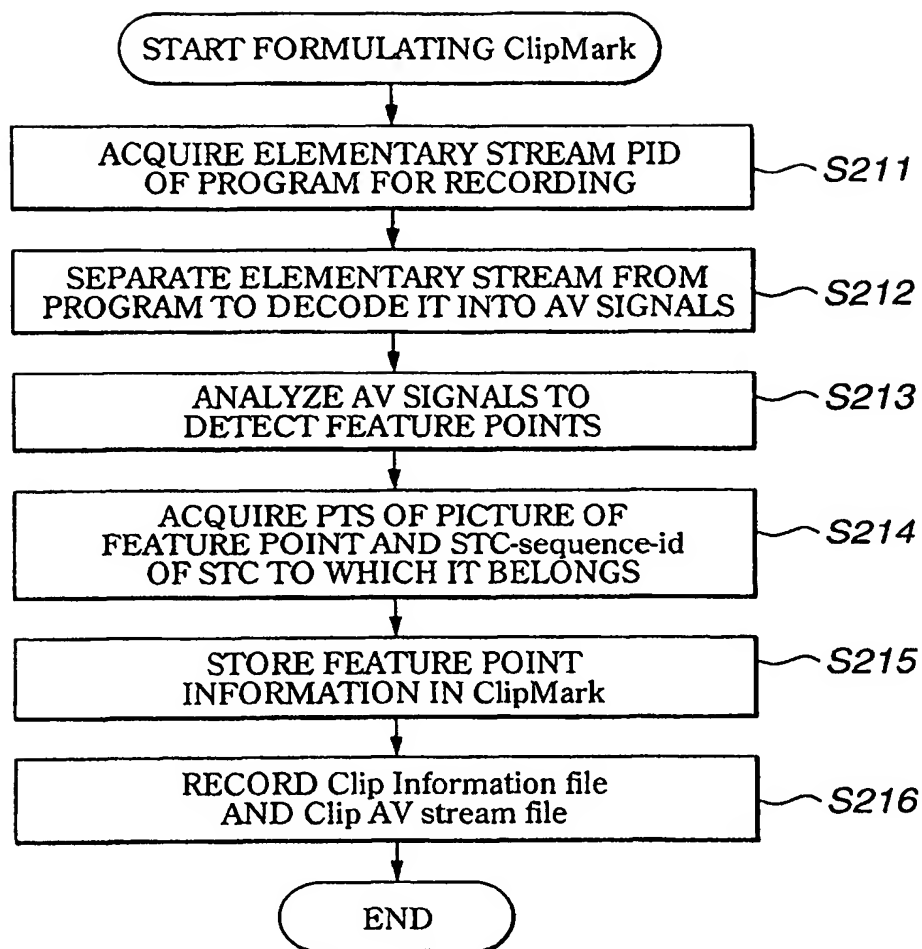 START FORMULATING ClipMark
ACQUIRE ELEMENTARY STREAM PID
OF PROGRAM FOR RECORDING
S211
SEPARATE ELEMENTARY STREAM FROM
PROGRAM TO DECODE IT INTO AV SIGNALS
S212
ANALYZE AV SIGNALS TO
DETECT FEATURE POINTS
S213
ACQUIRE PTS OF PICTURE OF
FEATURE POINT AND STC-sequence-id
OF STC TO WHICH IT BELONGS
S214
STORE FEATURE POINT
INFORMATION IN ClipMark
S215
RECORD Clip Information file
AND Clip AV stream file
S216
END